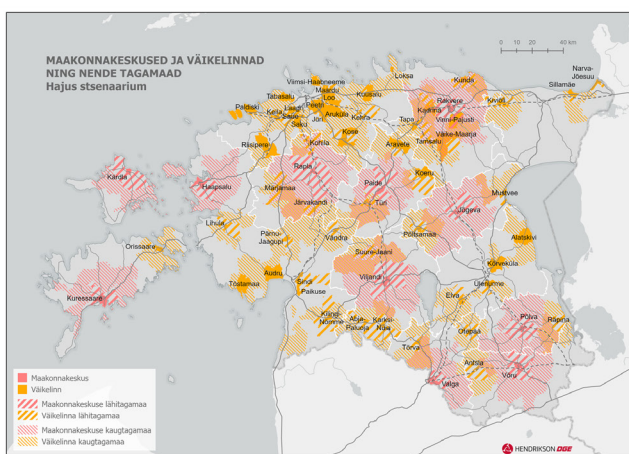 MAAKONNAKESKUSED JA VÄIKELINNAD
NING NENDE TAGAMAAD
Hajus stsenaarium
0 20 40 km
Loksa
Narva-
Jõesuu
Sillamäe
Kunda
Viimsi-Haabneeme
Maardu
Loo
Tabasalu
Kuusalu
Rakvere
Kiviõli
Paldiski
Laagri
Peetri
Keila
Saue
Jüri
Aruküla
Kehra
Kadrina
Vinni-Pajusti
Saku
Tapa
Kose
Tamsalu
Väike-Maarja
Riisipere
Kohila
Aravete
Rapla
Koeru
Kärdla
Haapsalu
Paide
Märjamaa
Mustvee
Järvakandi
Türi
Jõgeva
Lihula
Pärnu-
Jaagupi
Vändra
Põltsamaa
Alatskivi
Orissaare
Suure-Jaani
Kõrveküla
Audru
Viljandi
Tõstamaa
Sindi
Paikuse
Ülenurme
Kuressaare
Elva
Kilingi-
Nõmme
Abja-
Paluoja
Karksi-
Nuia
Põlva
Räpina
Otepää
Tõrva
Antsla
Võru
Valga
Maakonnakeskus
Väikelinn
Maakonnakeskuse lähitagamaa
Väikelinna lähitagamaa
Maakonnakeskuse kaugtagamaa
Väikelinna kaugtagamaa
HENDRIKSON DGE